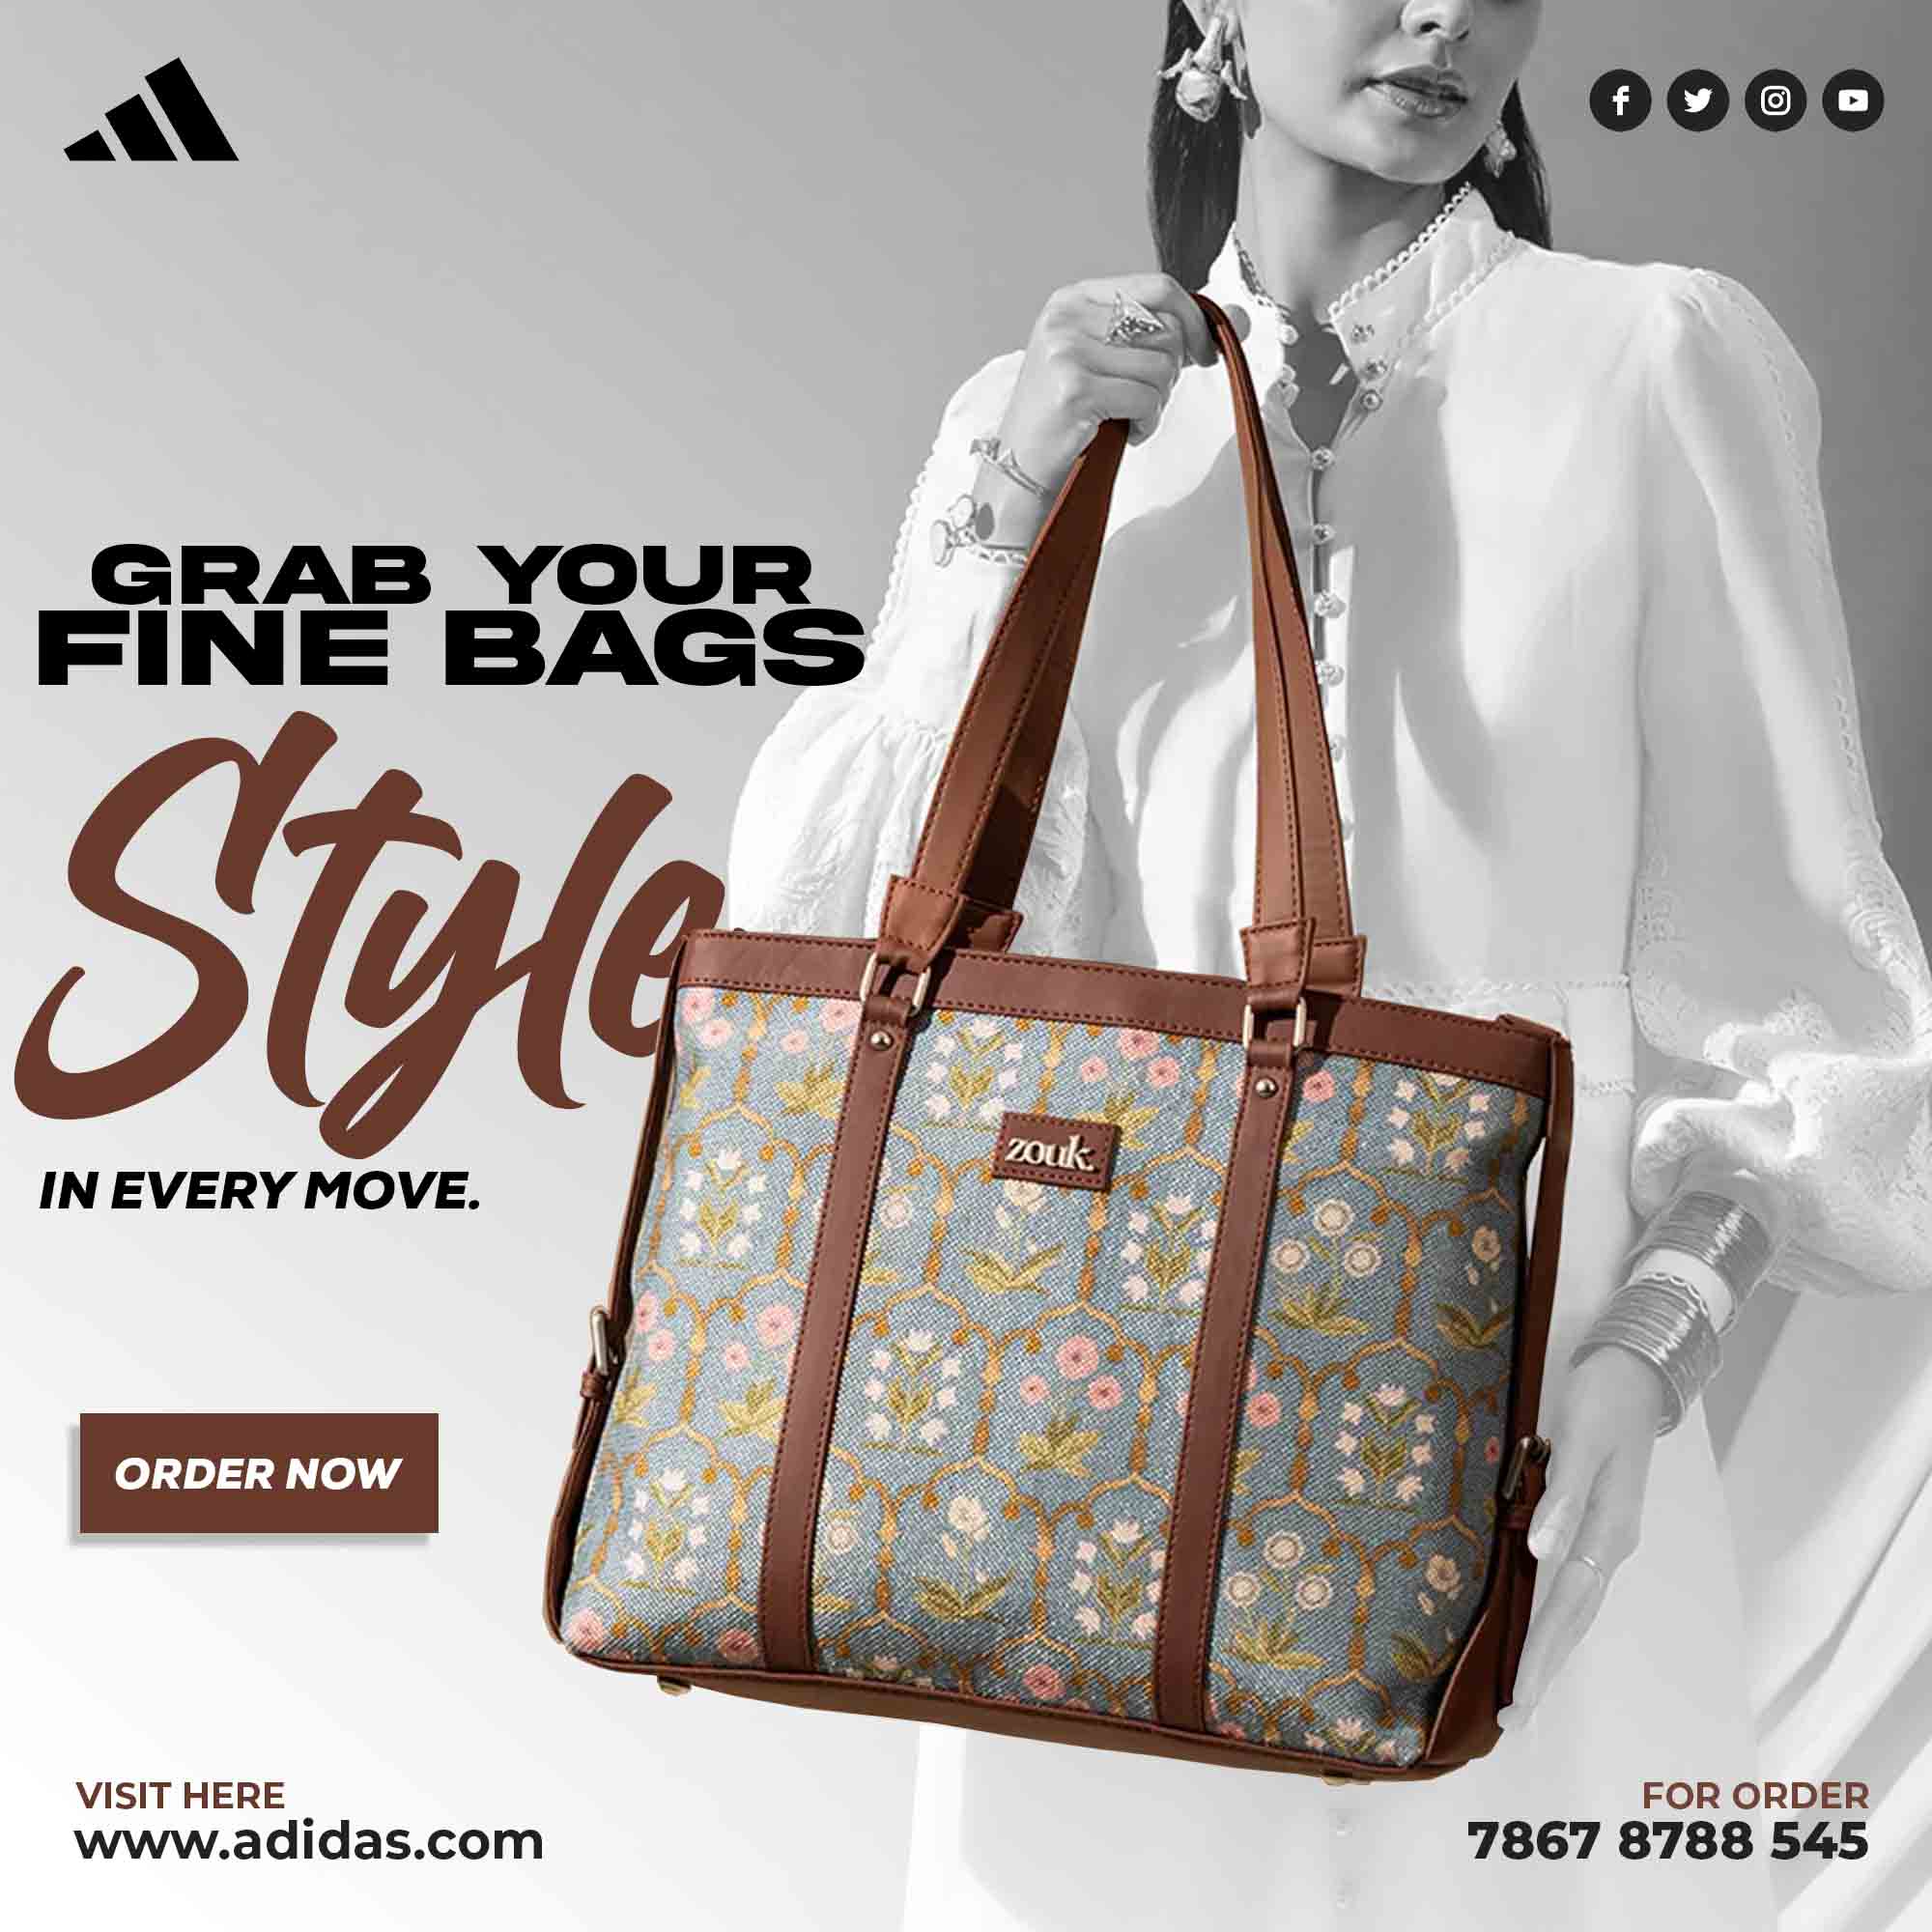 GRAB YOUR
FINE BAGS
Style
IN EVERY MOVE.
zouk.
ORDER NOW
VISIT HERE
www.adidas.com
FOR ORDER
7867 8788 545